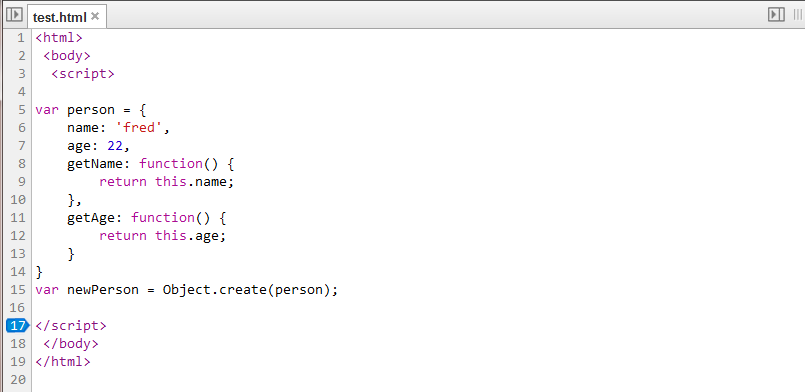 test.html ×
1 <html>
2  <body>
3   <script>
4
5 var person = {
6     name: 'fred',
7     age: 22,
8     getName: function() {
9         return this.name;
10     },
11     getAge: function() {
12         return this.age;
13     }
14 }
15 var newPerson = Object.create(person);
16
17 </script>
18  </body>
19 </html>
20